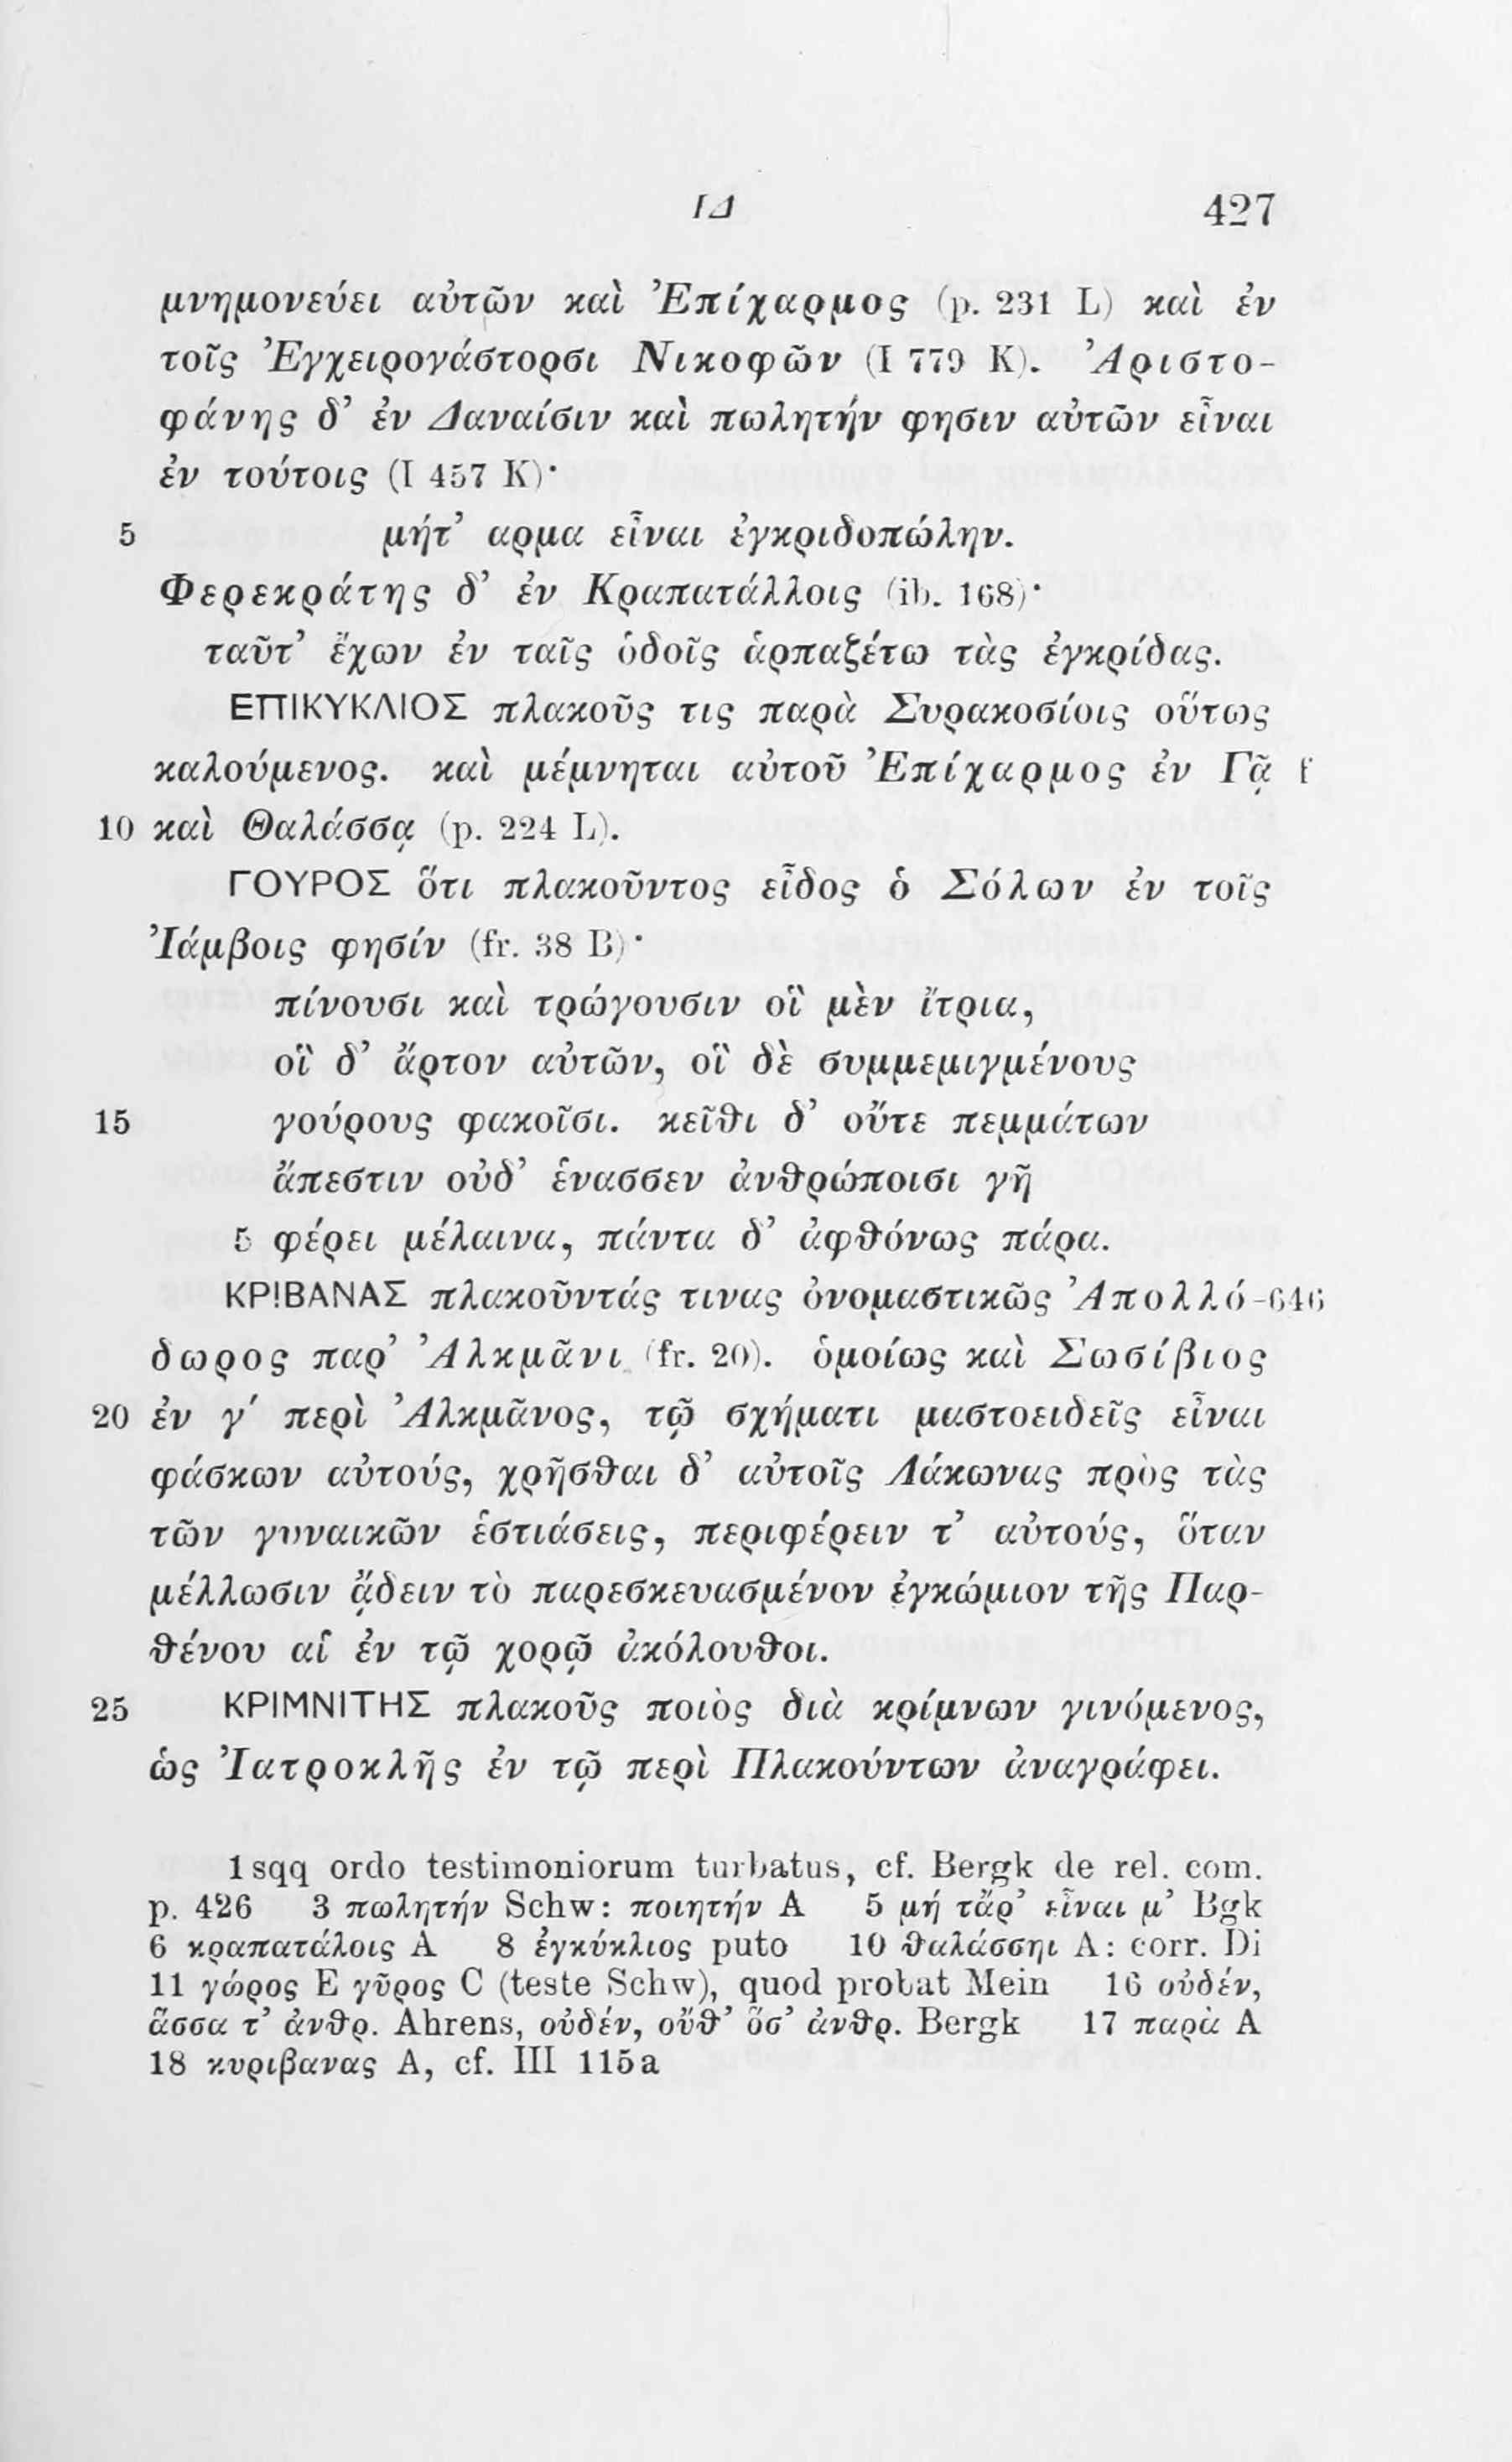 ΙΔ 427
μνημονεύει αὐτῶν καὶ Ἐπίχαρμος (p. 231 L) καὶ ἐν
τοῖς Ἐγχειρογάστορσι Νικοφῶν (I 779 K). Ἀριστο-
φάνης δ’ ἐν Δαναίσιν καὶ πωλητήν φησιν αὐτῶν εἶναι
ἐν τούτοις (I 457 K)·
5 μήτ’ αρμα εἶναι ἐγκριδοπώλην.
Φερεκράτης δ’ ἐν Κραπατάλλοις (ib. 168)·
ταῦτ’ ἔχων ἐν ταῖς ὁδοῖς ἁρπαζέτω τὰς ἐγκρίδας.
ΕΠΙΚΥΚΛΙΟΣ πλακοῦς τις παρὰ Συρακοσίοις οὕτως
καλούμενος. καὶ μέμνηται αὐτοῦ Ἐπίχαρμος ἐν Γᾷ f
10 καὶ Θαλάσσᾳ (p. 224 L).
ΓΟΥΡΟΣ ὅτι πλακοῦντος εἶδος ὁ Σόλων ἐν τοῖς
Ἰάμβοις φησίν (fr. 38 B)·
πίνουσι καὶ τρώγουσιν οἳ μὲν ἴτρια,
οἳ δ’ ἄρτον αὐτῶν, οἳ δὲ συμμεμιγμένους
15 γούρους φακοῖσι. κεῖθι δ’ οὔτε πεμμάτων
ἄπεστιν οὐδ’ ἑνασσεν ἀνθρώποισι γῆ
5 φέρει μέλαινα, πάντα δ’ ἀφθόνως πάρα.
ΚΡΙΒΑΝΑΣ πλακοῦντάς τινας ὀνομαστικῶς Ἀπολλό- 646
δωρος παρ’ Ἀλκμᾶνι (fr. 20). ὁμοίως καὶ Σωσίβιος
20 ἐν γ′ περὶ Ἀλκμᾶνος, τῷ σχήματι μαστοειδεῖς εἶναι
φάσκων αὐτούς, χρῆσθαι δ’ αὐτοῖς Λάκωνας πρὸς τὰς
τῶν γυναικῶν ἑστιάσεις, περιφέρειν τ’ αὐτούς, ὅταν
μέλλωσιν ᾄδειν τὸ παρεσκευασμένον ἐγκώμιον τῆς Παρ-
θένου αἱ ἐν τῷ χορῷ ἀκόλουθοι.
25 ΚΡΙΜΝΙΤΗΣ πλακοῦς ποιὸς διὰ κρίμνων γινόμενος,
ὡς Ἰατροκλῆς ἐν τῷ περὶ Πλακούντων ἀναγράφει.
1 sqq ordo testimoniorum turbatus, cf. Bergk de rel. com.
p. 426 3 πωλητήν Schw: ποιητήν A 5 μή τἄρ’ εἶναι μ’ Bgk
6 κραπατάλοις A 8 ἐγκύκλιος puto 10 θαλάσσηι A: corr. Di
11 γώρος E γῦρος C (teste Schw), quod probat Mein 16 οὐδέν,
ἅσσα τ’ ἀνθρ. Ahrens, οὐδέν, οὔθ’ ὅσ’ ἀνθρ. Bergk 17 παρὰ A
18 κυριβανας A, cf. III 115a